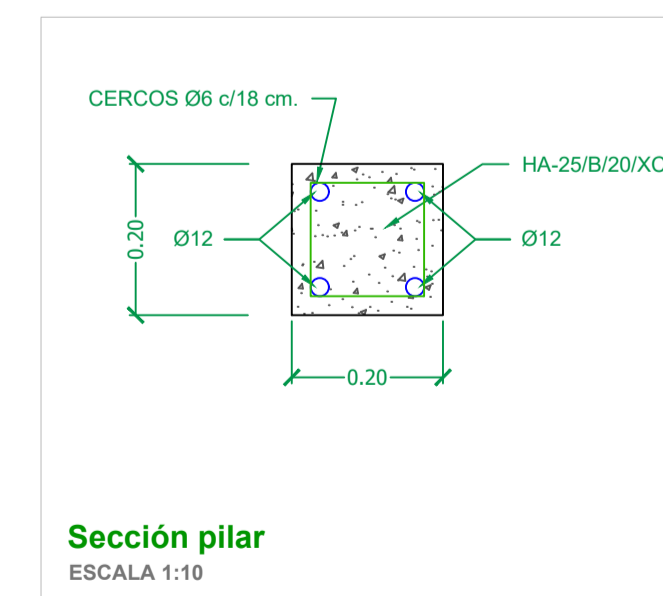 CERCOS Ø6 c/18 cm.
HA-25/B/20/XC
0.20
Ø12
Ø12
0.20
Sección pilar
ESCALA 1:10